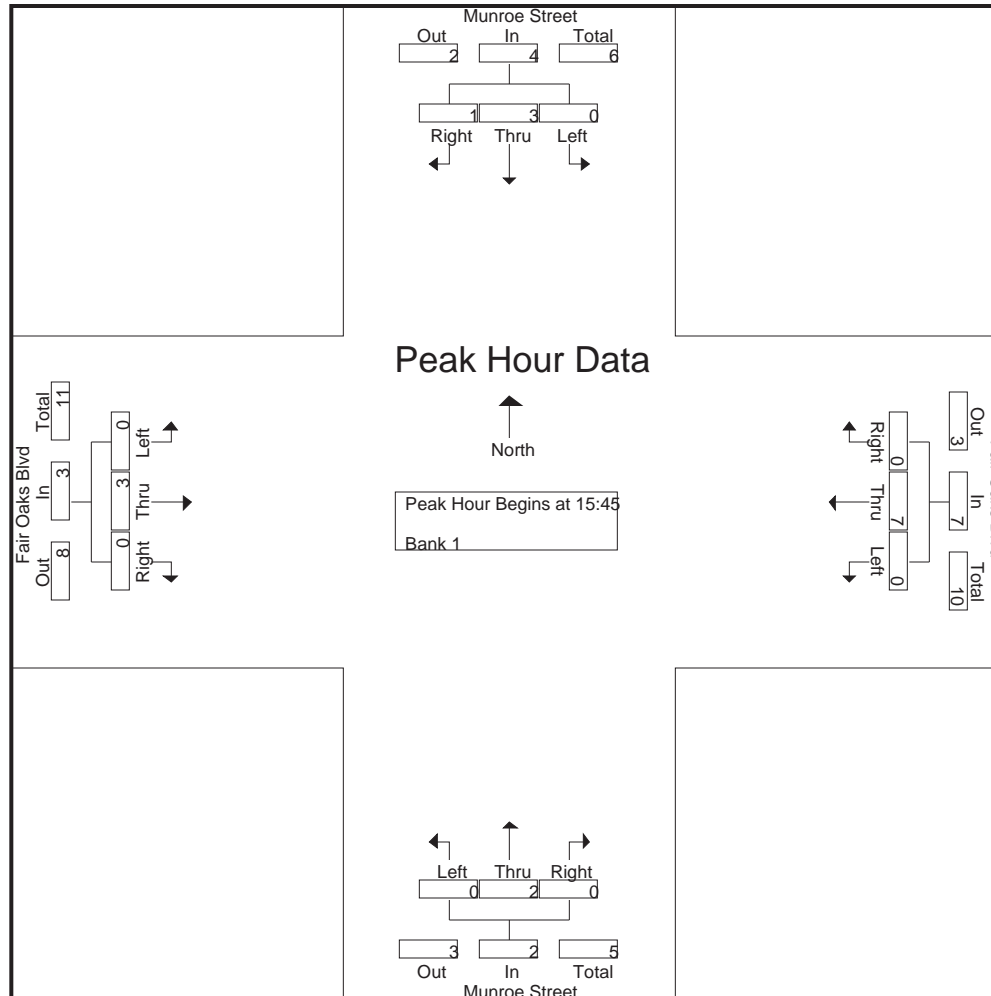 Munroe Street
Out In Total
2 4 6
1 3 0
Right Thru Left
Peak Hour Data
North
Peak Hour Begins at 15:45
Bank 1
Fair Oaks Blvd
Total In Out
11 3 8
0 3 0
Left Thru Right
Right Thru Left
0 7 0
3 7 10
Out In Total
Left Thru Right
0 2 0
3 2 5
Out In Total
Munroe Street